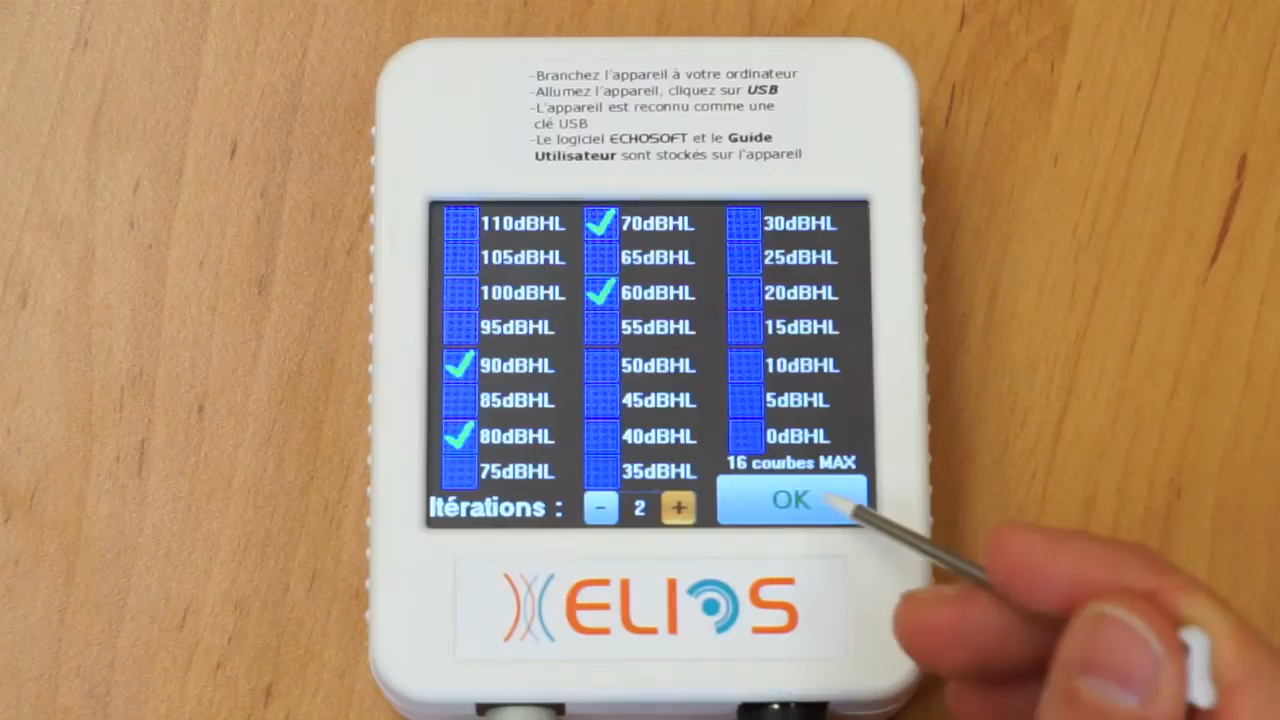 -Branchez l'appareil à votre ordinateur
-Allumez l'appareil, cliquez sur USB
-L'appareil est reconnu comme une
clé USB
-Le logiciel ECHOSOFT et le Guide
Utilisateur sont stockés sur l'appareil
110dBHL 70dBHL 30dBHL
105dBHL 65dBHL 25dBHL
100dBHL 60dBHL 20dBHL
95dBHL 55dBHL 15dBHL
90dBHL 50dBHL 10dBHL
85dBHL 45dBHL 5dBHL
80dBHL 40dBHL 0dBHL
16 courbes MAX
75dBHL 35dBHL
Itérations : - 2 + OK
ELIOS